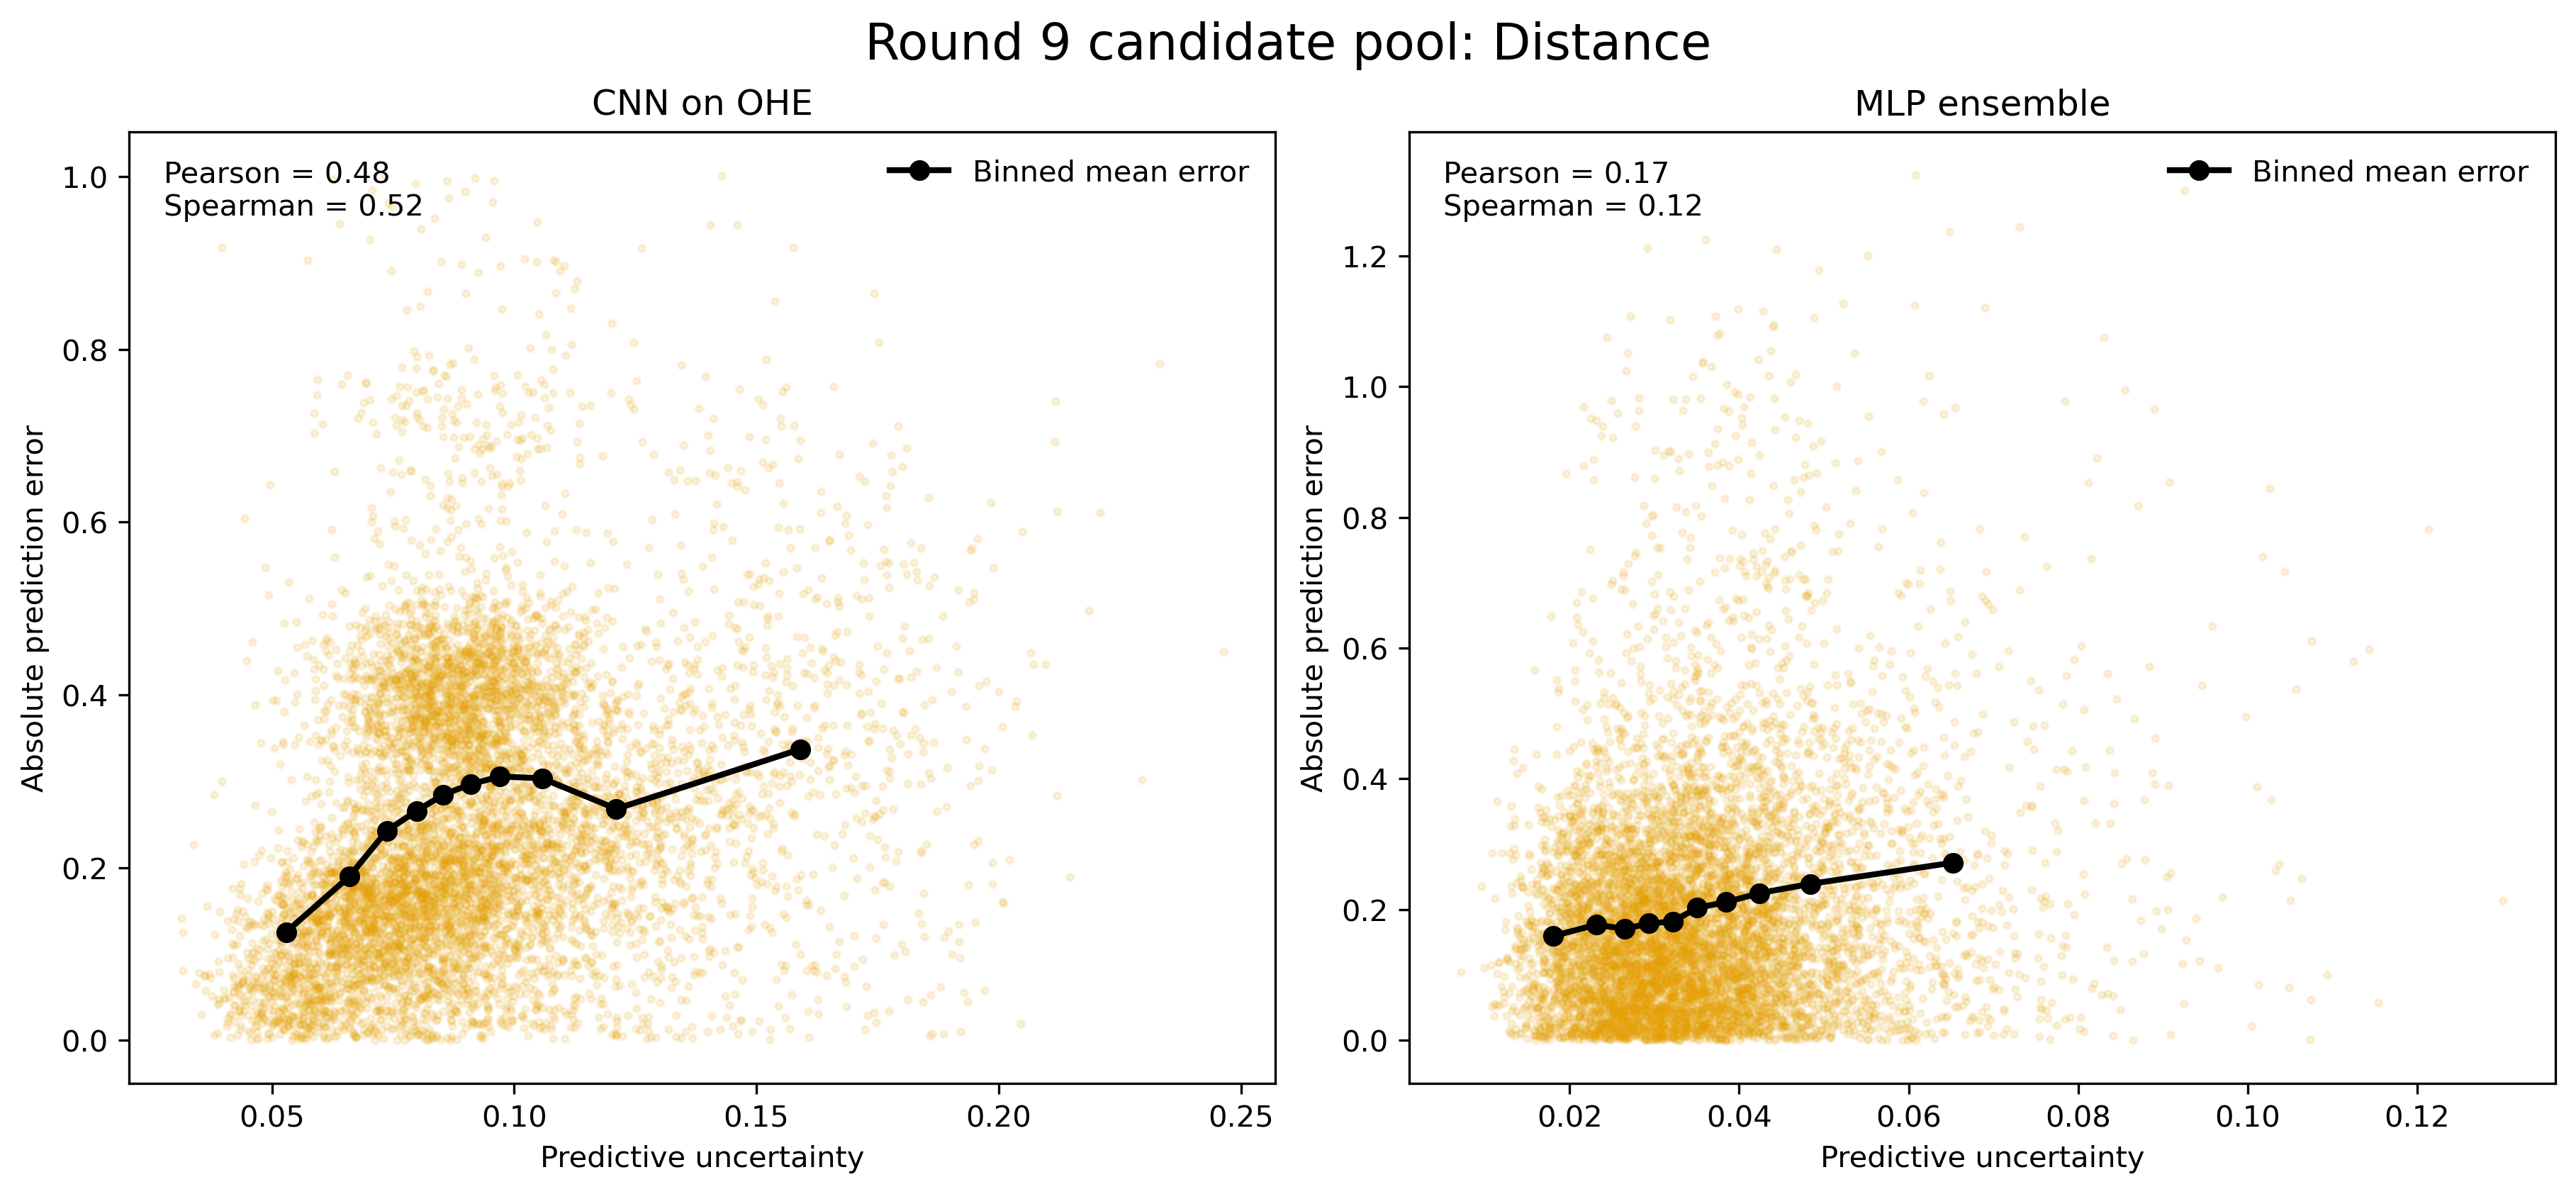 Round 9 candidate pool: Distance
CNN on OHE
Pearson = 0.48
Spearman = 0.52
Binned mean error
1.0
0.8
0.6
0.4
0.2
0.0
Absolute prediction error
0.05
0.10
0.15
0.20
0.25
Predictive uncertainty
MLP ensemble
Pearson = 0.17
Spearman = 0.12
Binned mean error
1.2
1.0
0.8
0.6
0.4
0.2
0.0
Absolute prediction error
0.02
0.04
0.06
0.08
0.10
0.12
Predictive uncertainty